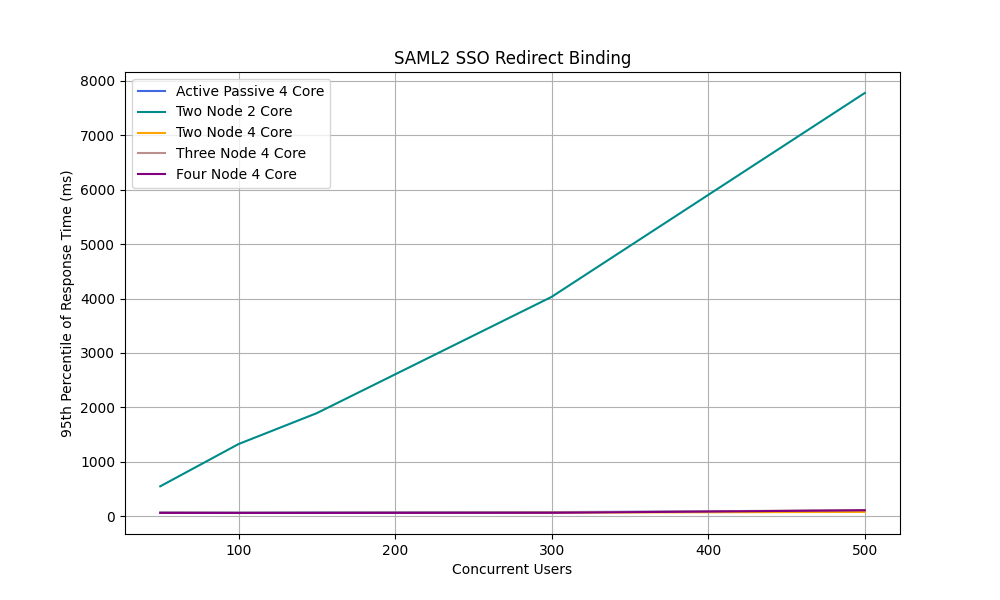 SAML2 SSO Redirect Binding
95th Percentile of Response Time (ms)
8000
7000
6000
5000
4000
3000
2000
1000
0
Active Passive 4 Core
Two Node 2 Core
Two Node 4 Core
Three Node 4 Core
Four Node 4 Core
100
200
300
400
500
Concurrent Users